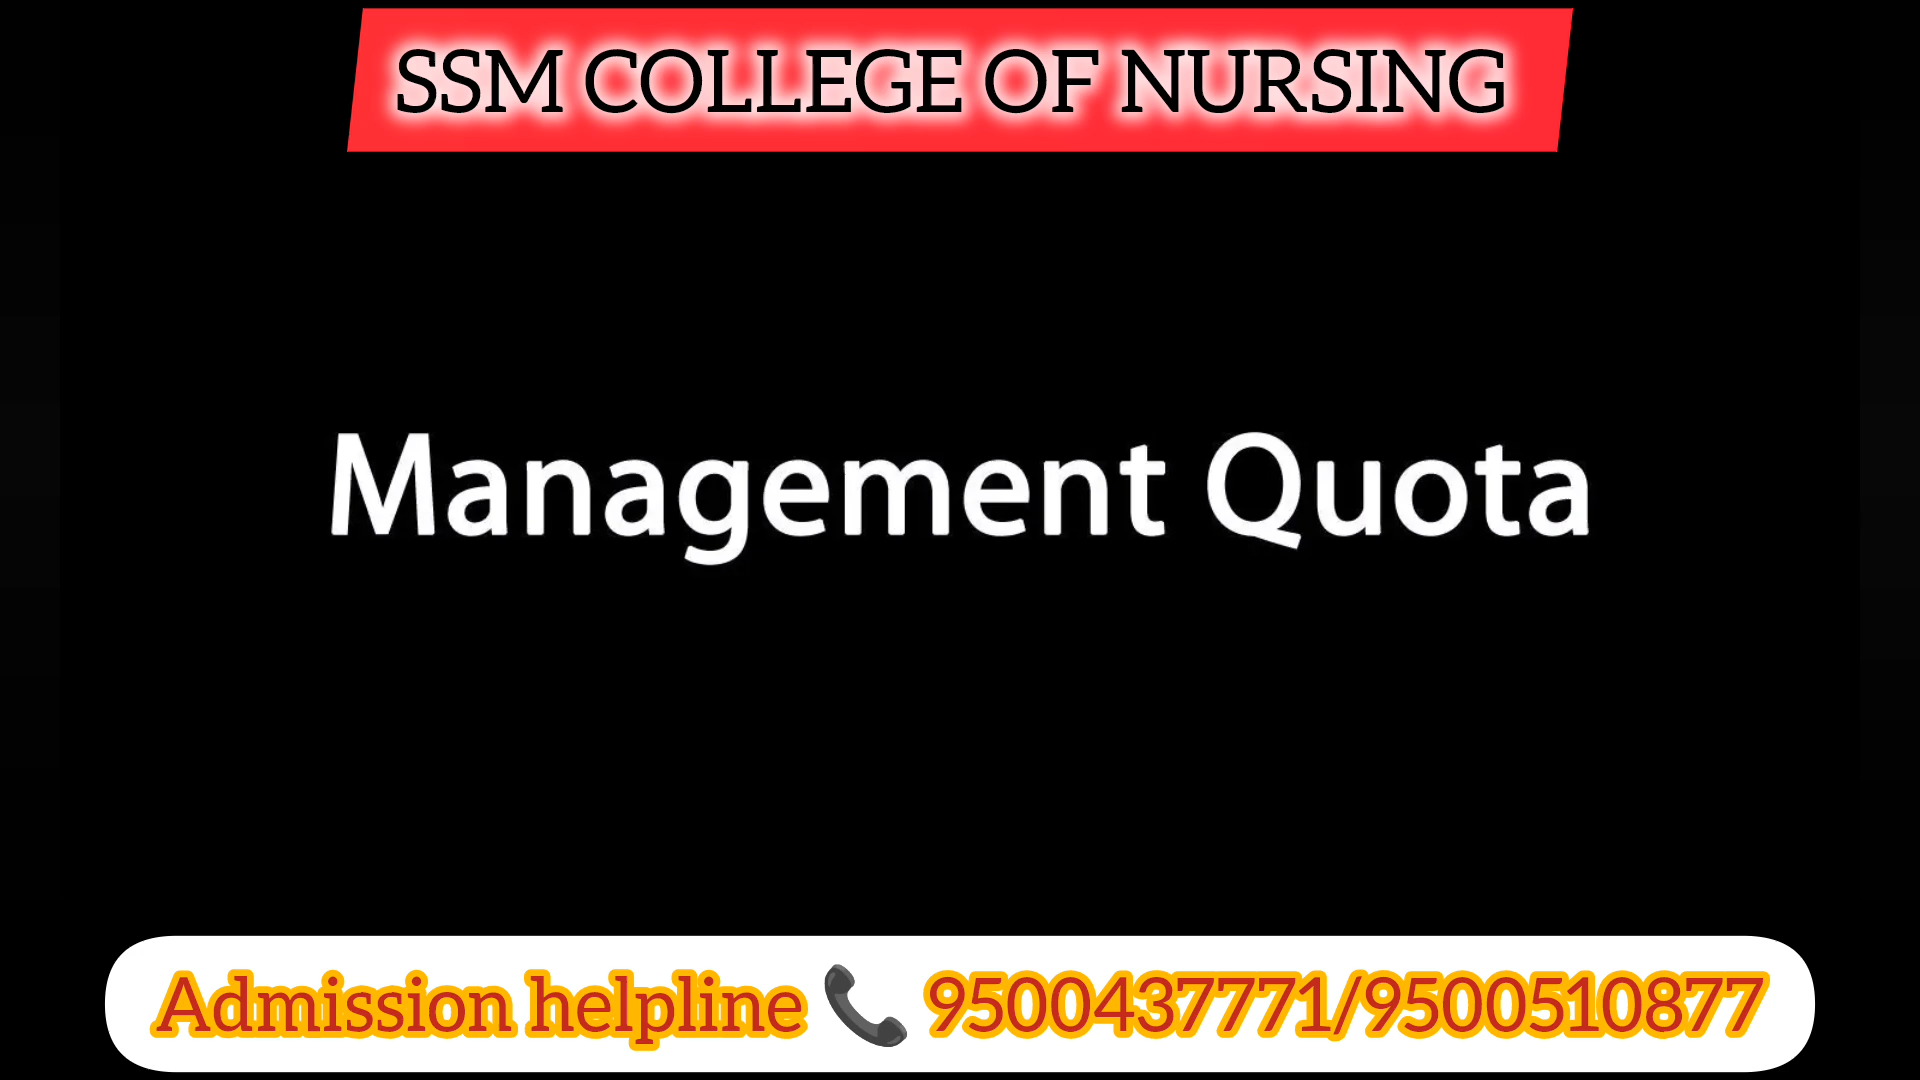 SSM COLLEGE OF NURSING
Management Quota
Admission helpline 📞 9500437771/9500510877